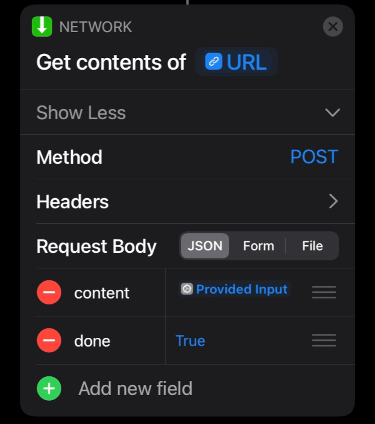 NETWORK
Get contents of URL
Show Less
Method POST
Headers
Request Body JSON Form File
content Provided Input
done True
Add new field